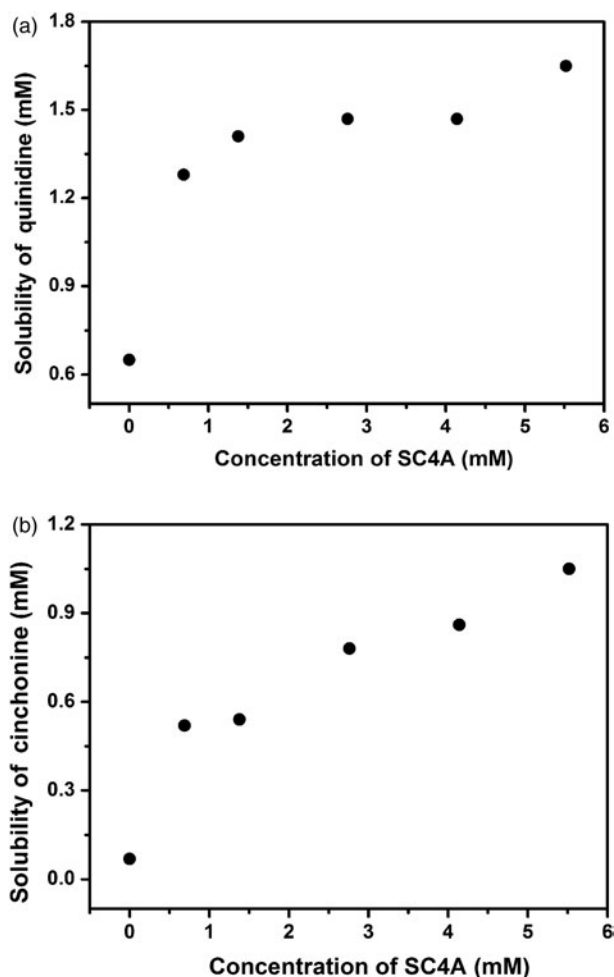 (a)
1.8
1.5
1.2
0.9
0.6
Solubility of quinidine (mM)
0 1 2 3 4 5 6
Concentration of SC4A (mM)
(b)
1.2
0.9
0.6
0.3
0.0
Solubility of cinchonine (mM)
0 1 2 3 4 5 6
Concentration of SC4A (mM)